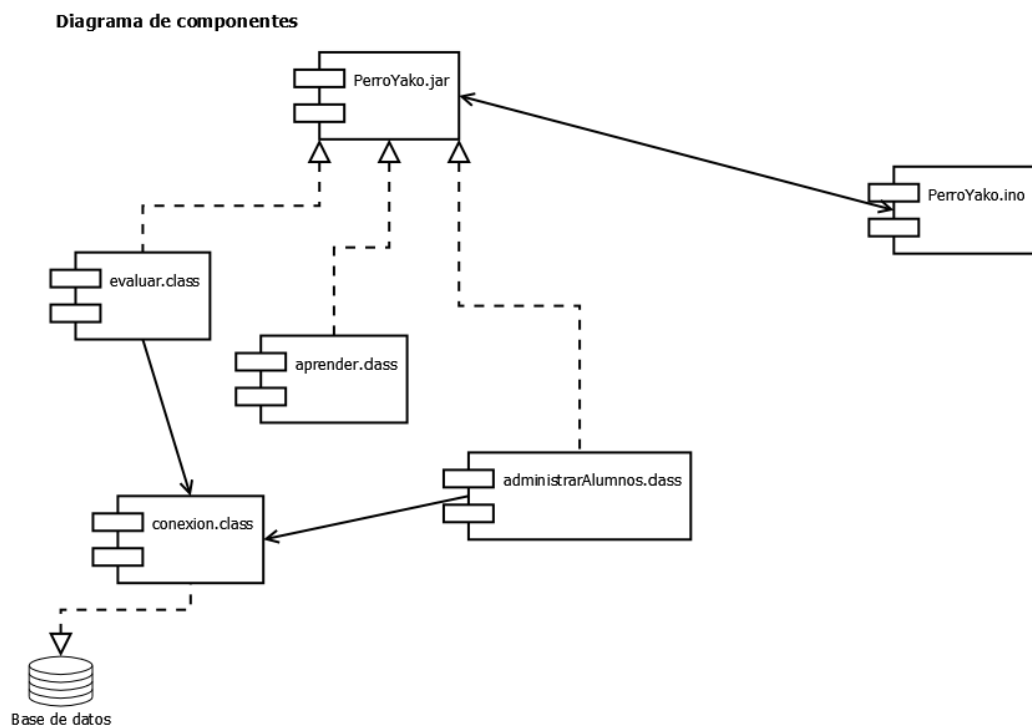 Diagrama de componentes
PerroYako.jar
PerroYako.ino
evaluar.class
aprender.class
administrarAlumnos.class
conexion.class
Base de datos